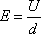 E = U/d